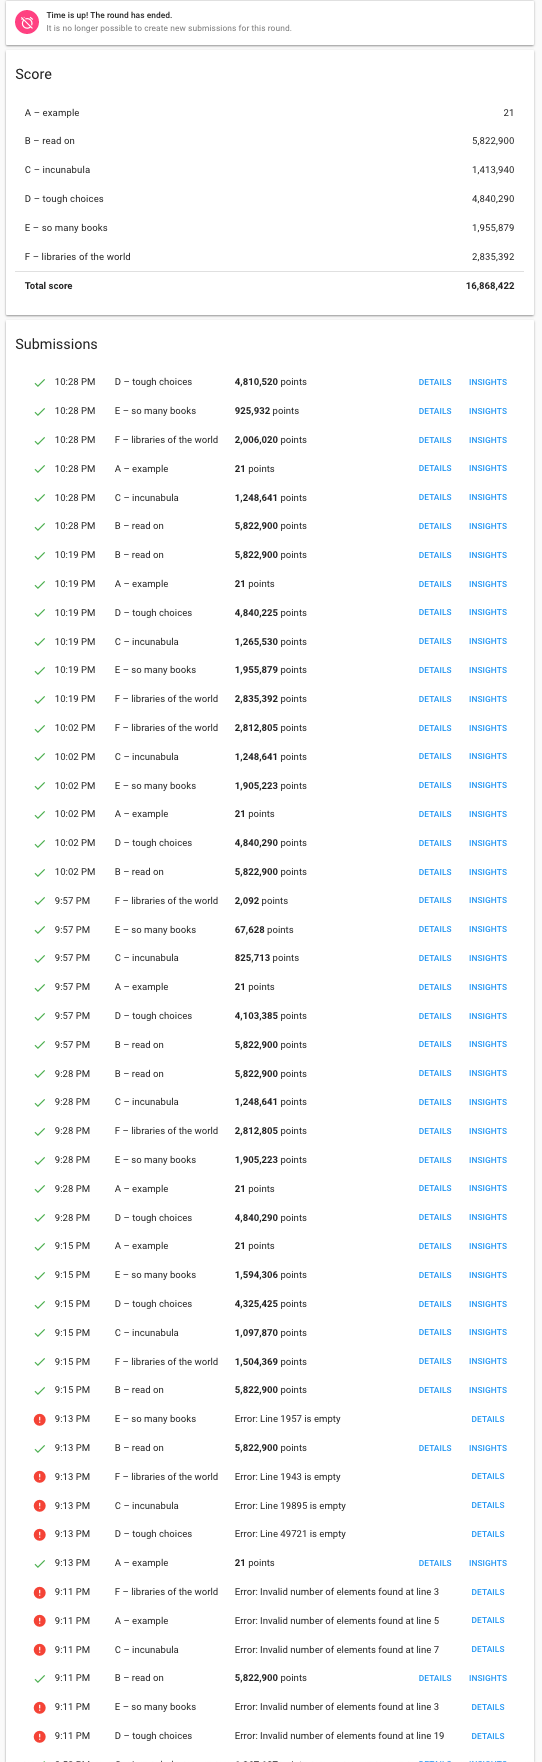 Time is up! The round has ended.
It is no longer possible to create new submissions for this round.
Score
A – example 21
B – read on 5,822,900
C – incunabula 1,413,940
D – tough choices 4,840,290
E – so many books 1,955,879
F – libraries of the world 2,835,392
Total score 16,868,422
Submissions
10:28 PM D – tough choices 4,810,520 points DETAILS INSIGHTS
10:28 PM E – so many books 925,932 points DETAILS INSIGHTS
10:28 PM F – libraries of the world 2,006,020 points DETAILS INSIGHTS
10:28 PM A – example 21 points DETAILS INSIGHTS
10:28 PM C – incunabula 1,248,641 points DETAILS INSIGHTS
10:28 PM B – read on 5,822,900 points DETAILS INSIGHTS
10:19 PM B – read on 5,822,900 points DETAILS INSIGHTS
10:19 PM A – example 21 points DETAILS INSIGHTS
10:19 PM D – tough choices 4,840,225 points DETAILS INSIGHTS
10:19 PM C – incunabula 1,265,530 points DETAILS INSIGHTS
10:19 PM E – so many books 1,955,879 points DETAILS INSIGHTS
10:19 PM F – libraries of the world 2,835,392 points DETAILS INSIGHTS
10:02 PM F – libraries of the world 2,812,805 points DETAILS INSIGHTS
10:02 PM C – incunabula 1,248,641 points DETAILS INSIGHTS
10:02 PM E – so many books 1,905,223 points DETAILS INSIGHTS
10:02 PM A – example 21 points DETAILS INSIGHTS
10:02 PM D – tough choices 4,840,290 points DETAILS INSIGHTS
10:02 PM B – read on 5,822,900 points DETAILS INSIGHTS
9:57 PM F – libraries of the world 2,092 points DETAILS INSIGHTS
9:57 PM E – so many books 67,628 points DETAILS INSIGHTS
9:57 PM C – incunabula 825,713 points DETAILS INSIGHTS
9:57 PM A – example 21 points DETAILS INSIGHTS
9:57 PM D – tough choices 4,103,385 points DETAILS INSIGHTS
9:57 PM B – read on 5,822,900 points DETAILS INSIGHTS
9:28 PM B – read on 5,822,900 points DETAILS INSIGHTS
9:28 PM C – incunabula 1,248,641 points DETAILS INSIGHTS
9:28 PM F – libraries of the world 2,812,805 points DETAILS INSIGHTS
9:28 PM E – so many books 1,905,223 points DETAILS INSIGHTS
9:28 PM A – example 21 points DETAILS INSIGHTS
9:28 PM D – tough choices 4,840,290 points DETAILS INSIGHTS
9:15 PM A – example 21 points DETAILS INSIGHTS
9:15 PM E – so many books 1,594,306 points DETAILS INSIGHTS
9:15 PM D – tough choices 4,325,425 points DETAILS INSIGHTS
9:15 PM C – incunabula 1,097,870 points DETAILS INSIGHTS
9:15 PM F – libraries of the world 1,504,369 points DETAILS INSIGHTS
9:15 PM B – read on 5,822,900 points DETAILS INSIGHTS
9:13 PM E – so many books Error: Line 1957 is empty DETAILS
9:13 PM B – read on 5,822,900 points DETAILS INSIGHTS
9:13 PM F – libraries of the world Error: Line 1943 is empty DETAILS
9:13 PM C – incunabula Error: Line 19895 is empty DETAILS
9:13 PM D – tough choices Error: Line 49721 is empty DETAILS
9:13 PM A – example 21 points DETAILS INSIGHTS
9:11 PM F – libraries of the world Error: Invalid number of elements found at line 3 DETAILS
9:11 PM A – example Error: Invalid number of elements found at line 5 DETAILS
9:11 PM C – incunabula Error: Invalid number of elements found at line 7 DETAILS
9:11 PM B – read on 5,822,900 points DETAILS INSIGHTS
9:11 PM E – so many books Error: Invalid number of elements found at line 3 DETAILS
9:11 PM D – tough choices Error: Invalid number of elements found at line 19 DETAILS